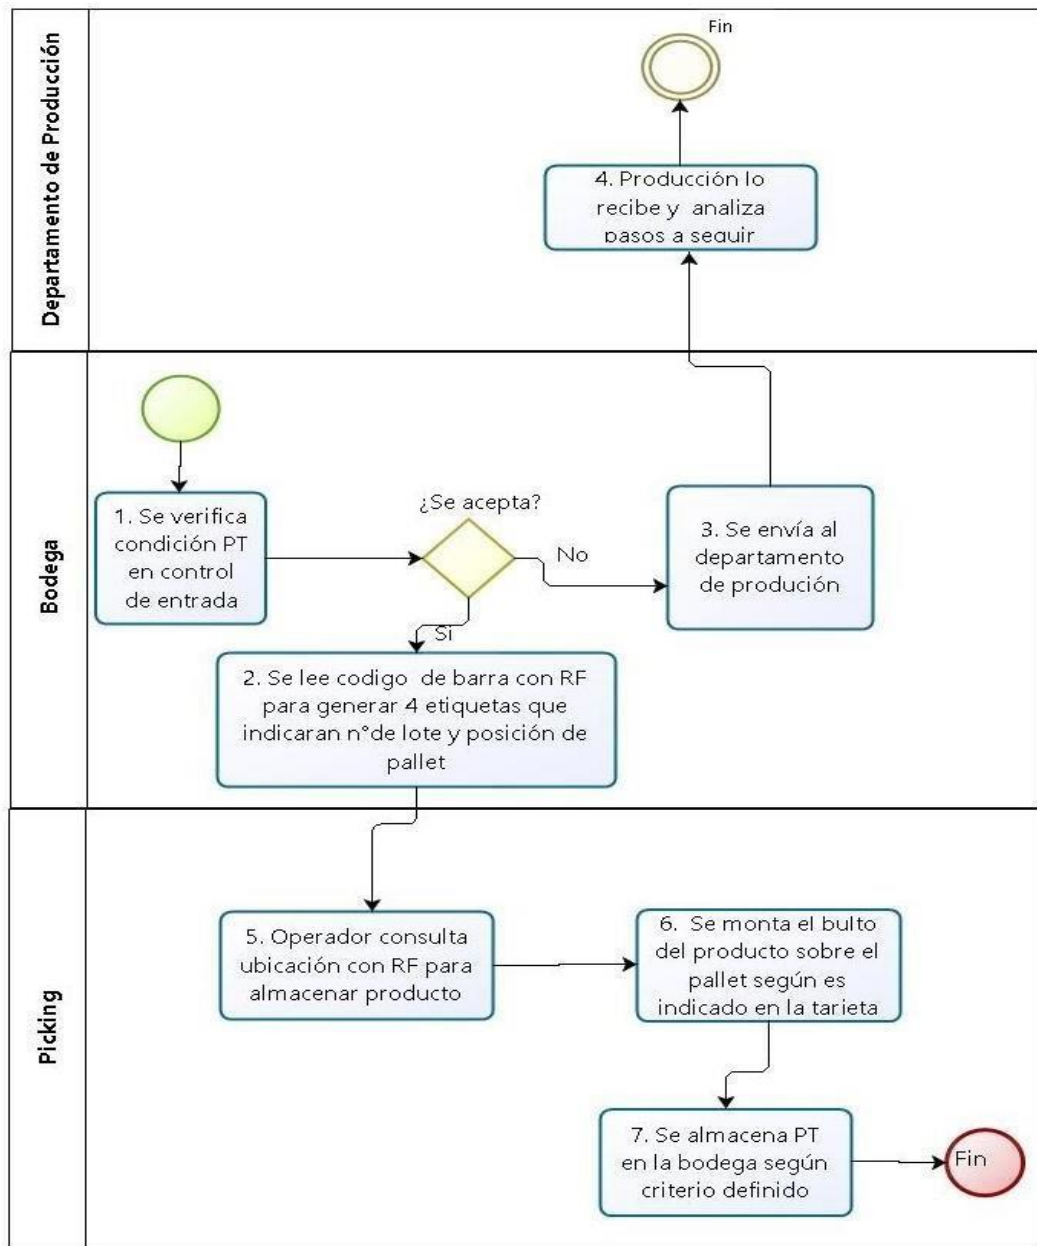 Departamento de Producción
Fin
4. Producción lo
recibe y analiza
pasos a seguir
Bodega
1. Se verifica
condición PT
en control
de entrada
¿Se acepta?
No
Si
3. Se envía al
departamento
de produción
2. Se lee codigo de barra con RF
para generar 4 etiquetas que
indicaran n°de lote y posición de
pallet
Picking
5. Operador consulta
ubicación con RF para
almacenar producto
6. Se monta el bulto
del producto sobre el
pallet según es
indicado en la tarjeta
7. Se almacena PT
en la bodega según
criterio definido
Fin